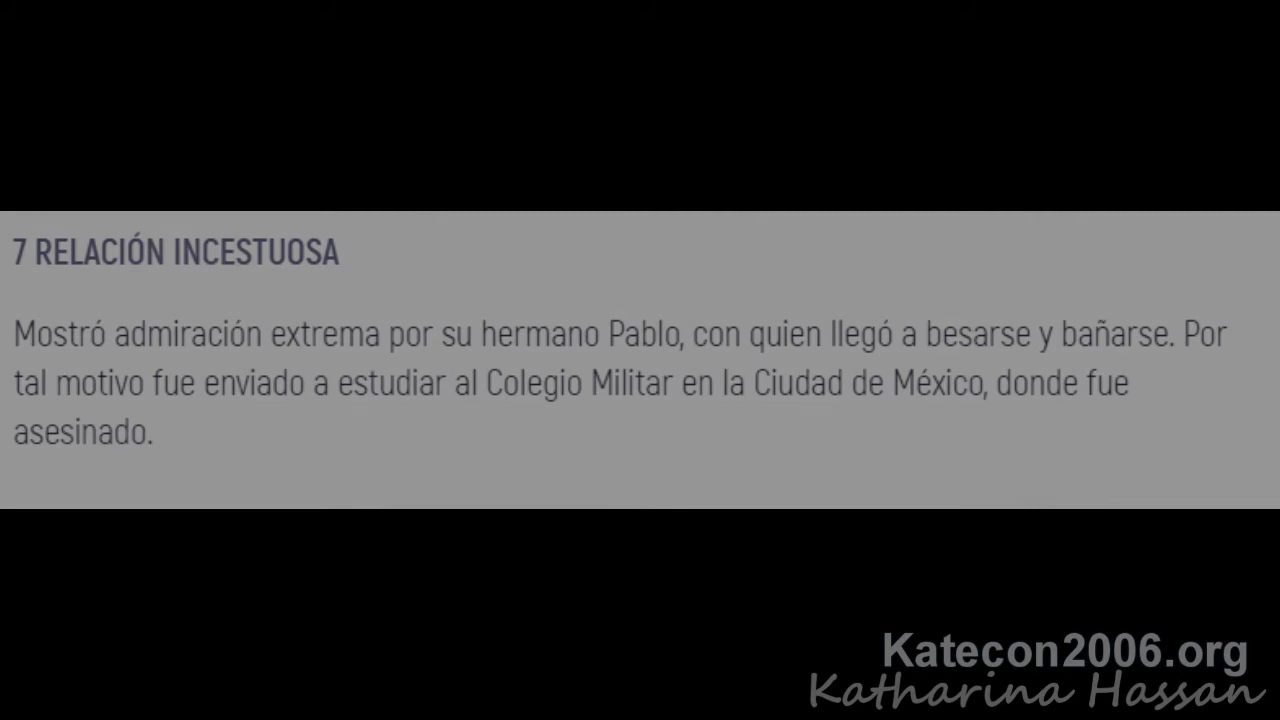 7 RELACIÓN INCESTUOSA
Mostró admiración extrema por su hermano Pablo, con quien llegó a besarse y bañarse. Por
tal motivo fue enviado a estudiar al Colegio Militar en la Ciudad de México, donde fue
asesinado.
Katecon2006.org
Katharina Hassan